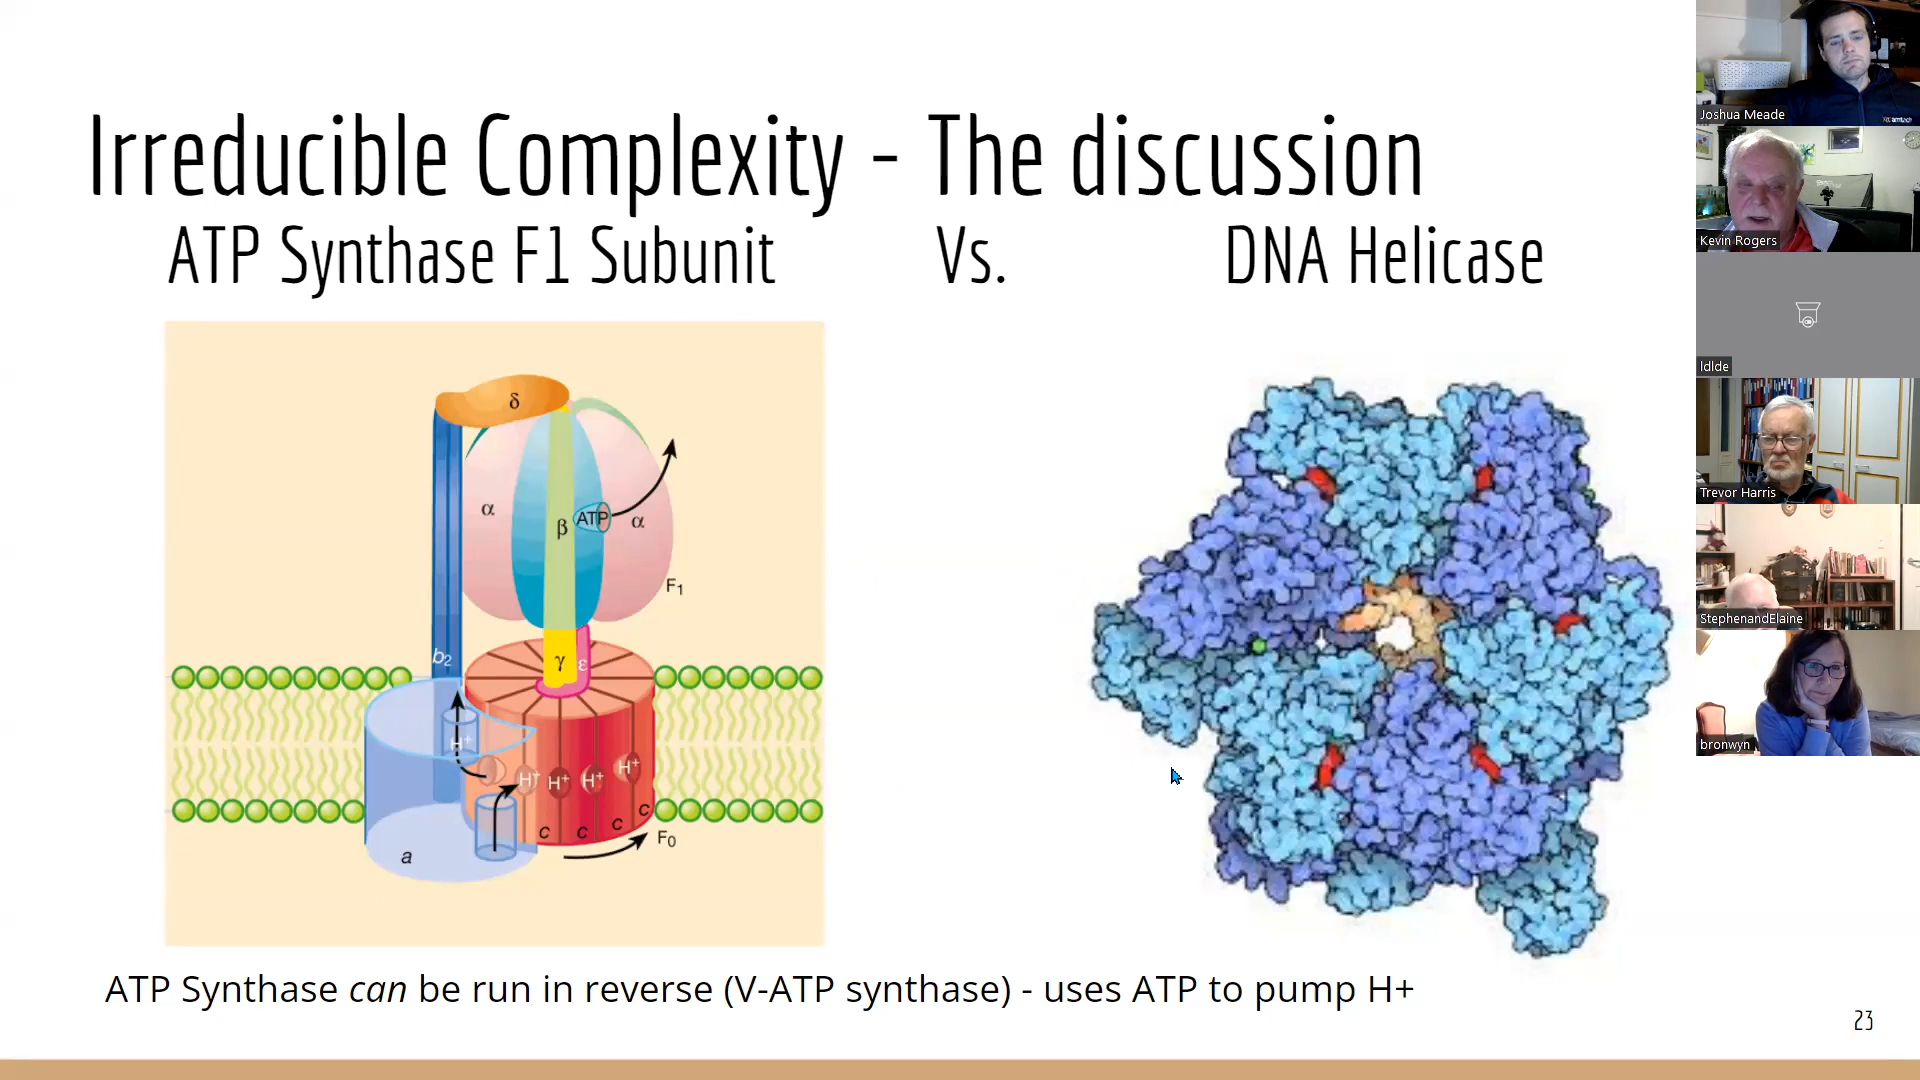 Irreducible Complexity - The discussion
ATP Synthase F1 Subunit Vs. DNA Helicase
δ
α
β
ATP
α
F1
b2
γ
ε
H+
H+
H+
H+
H+
c
c
c
c
a
F0
ATP Synthase can be run in reverse (V-ATP synthase) - uses ATP to pump H+
23
Joshua Meade
Kevin Rogers
ldlde
Trevor Harris
StephenandElaine
bronwyn